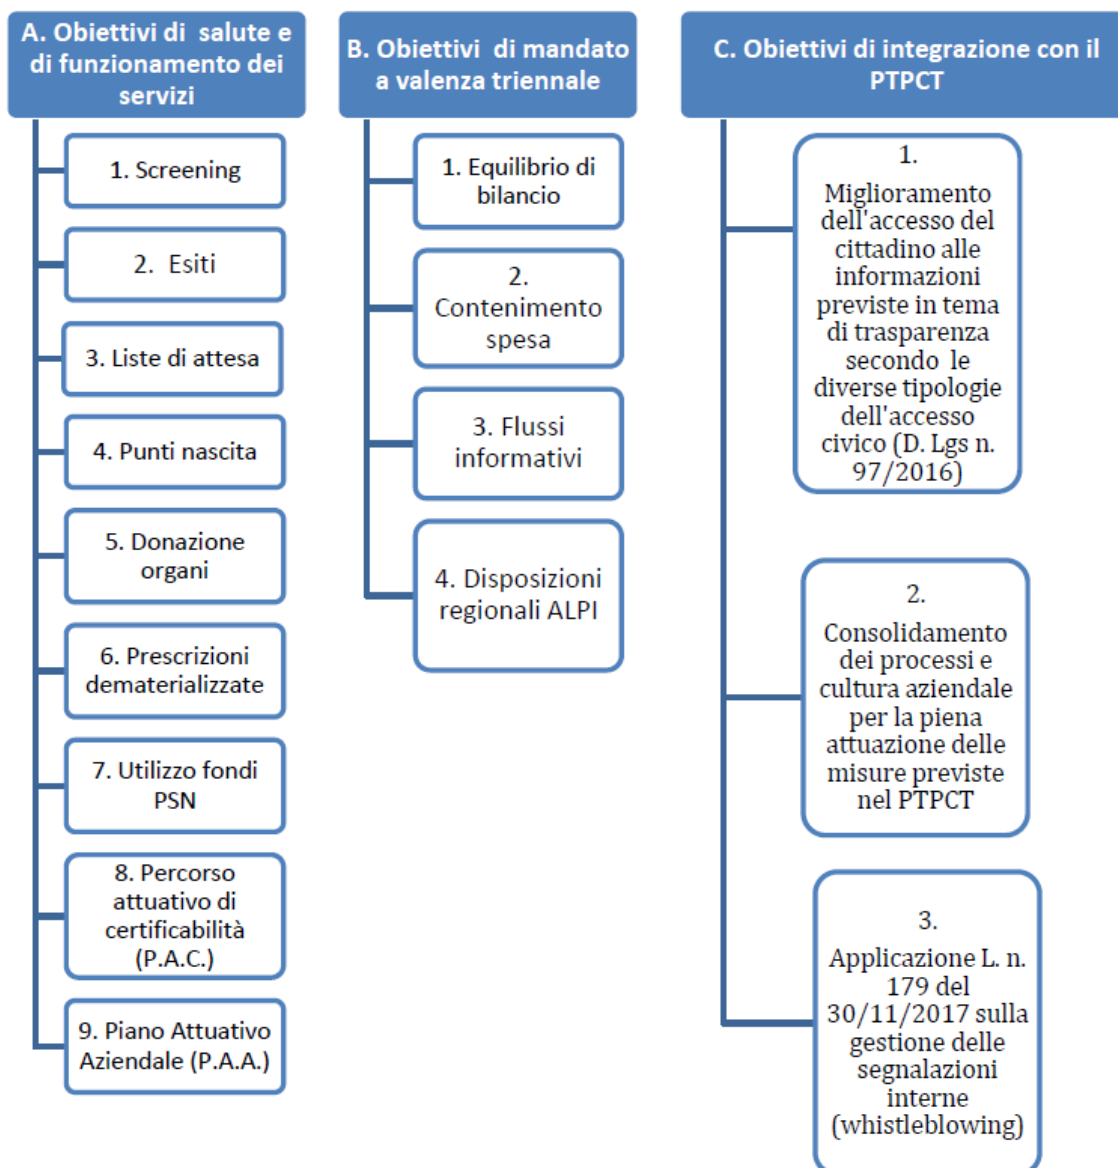 A. Obiettivi di salute e
di funzionamento dei
servizi
1. Screening
2. Esiti
3. Liste di attesa
4. Punti nascita
5. Donazione
organi
6. Prescrizioni
dematerializzate
7. Utilizzo fondi
PSN
8. Percorso
attuativo di
certificabilità
(P.A.C.)
9. Piano Attuativo
Aziendale (P.A.A.)
B. Obiettivi di mandato
a valenza triennale
1. Equilibrio di
bilancio
2.
Contenimento
spesa
3. Flussi
informativi
4. Disposizioni
regionali ALPI
C. Obiettivi di integrazione con il
PTPCT
1.
Miglioramento
dell'accesso del
cittadino alle
informazioni
previste in tema
di trasparenza
secondo le
diverse tipologie
dell'accesso
civico (D. Lgs n.
97/2016)
2.
Consolidamento
dei processi e
cultura aziendale
per la piena
attuazione delle
misure previste
nel PTPCT
3.
Applicazione L. n.
179 del
30/11/2017 sulla
gestione delle
segnalazioni
interne
(whistleblowing)